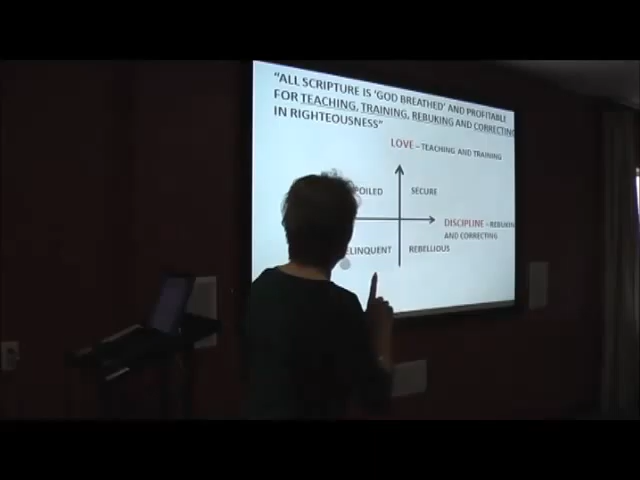 "ALL SCRIPTURE IS 'GOD BREATHED' AND PROFITABLE
FOR TEACHING, TRAINING, REBUKING AND CORRECTING
IN RIGHTEOUSNESS"
LOVE – TEACHING AND TRAINING
POILED SECURE
DISCIPLINE – REBUKIN
AND CORRECTING
LINQUENT REBELLIOUS